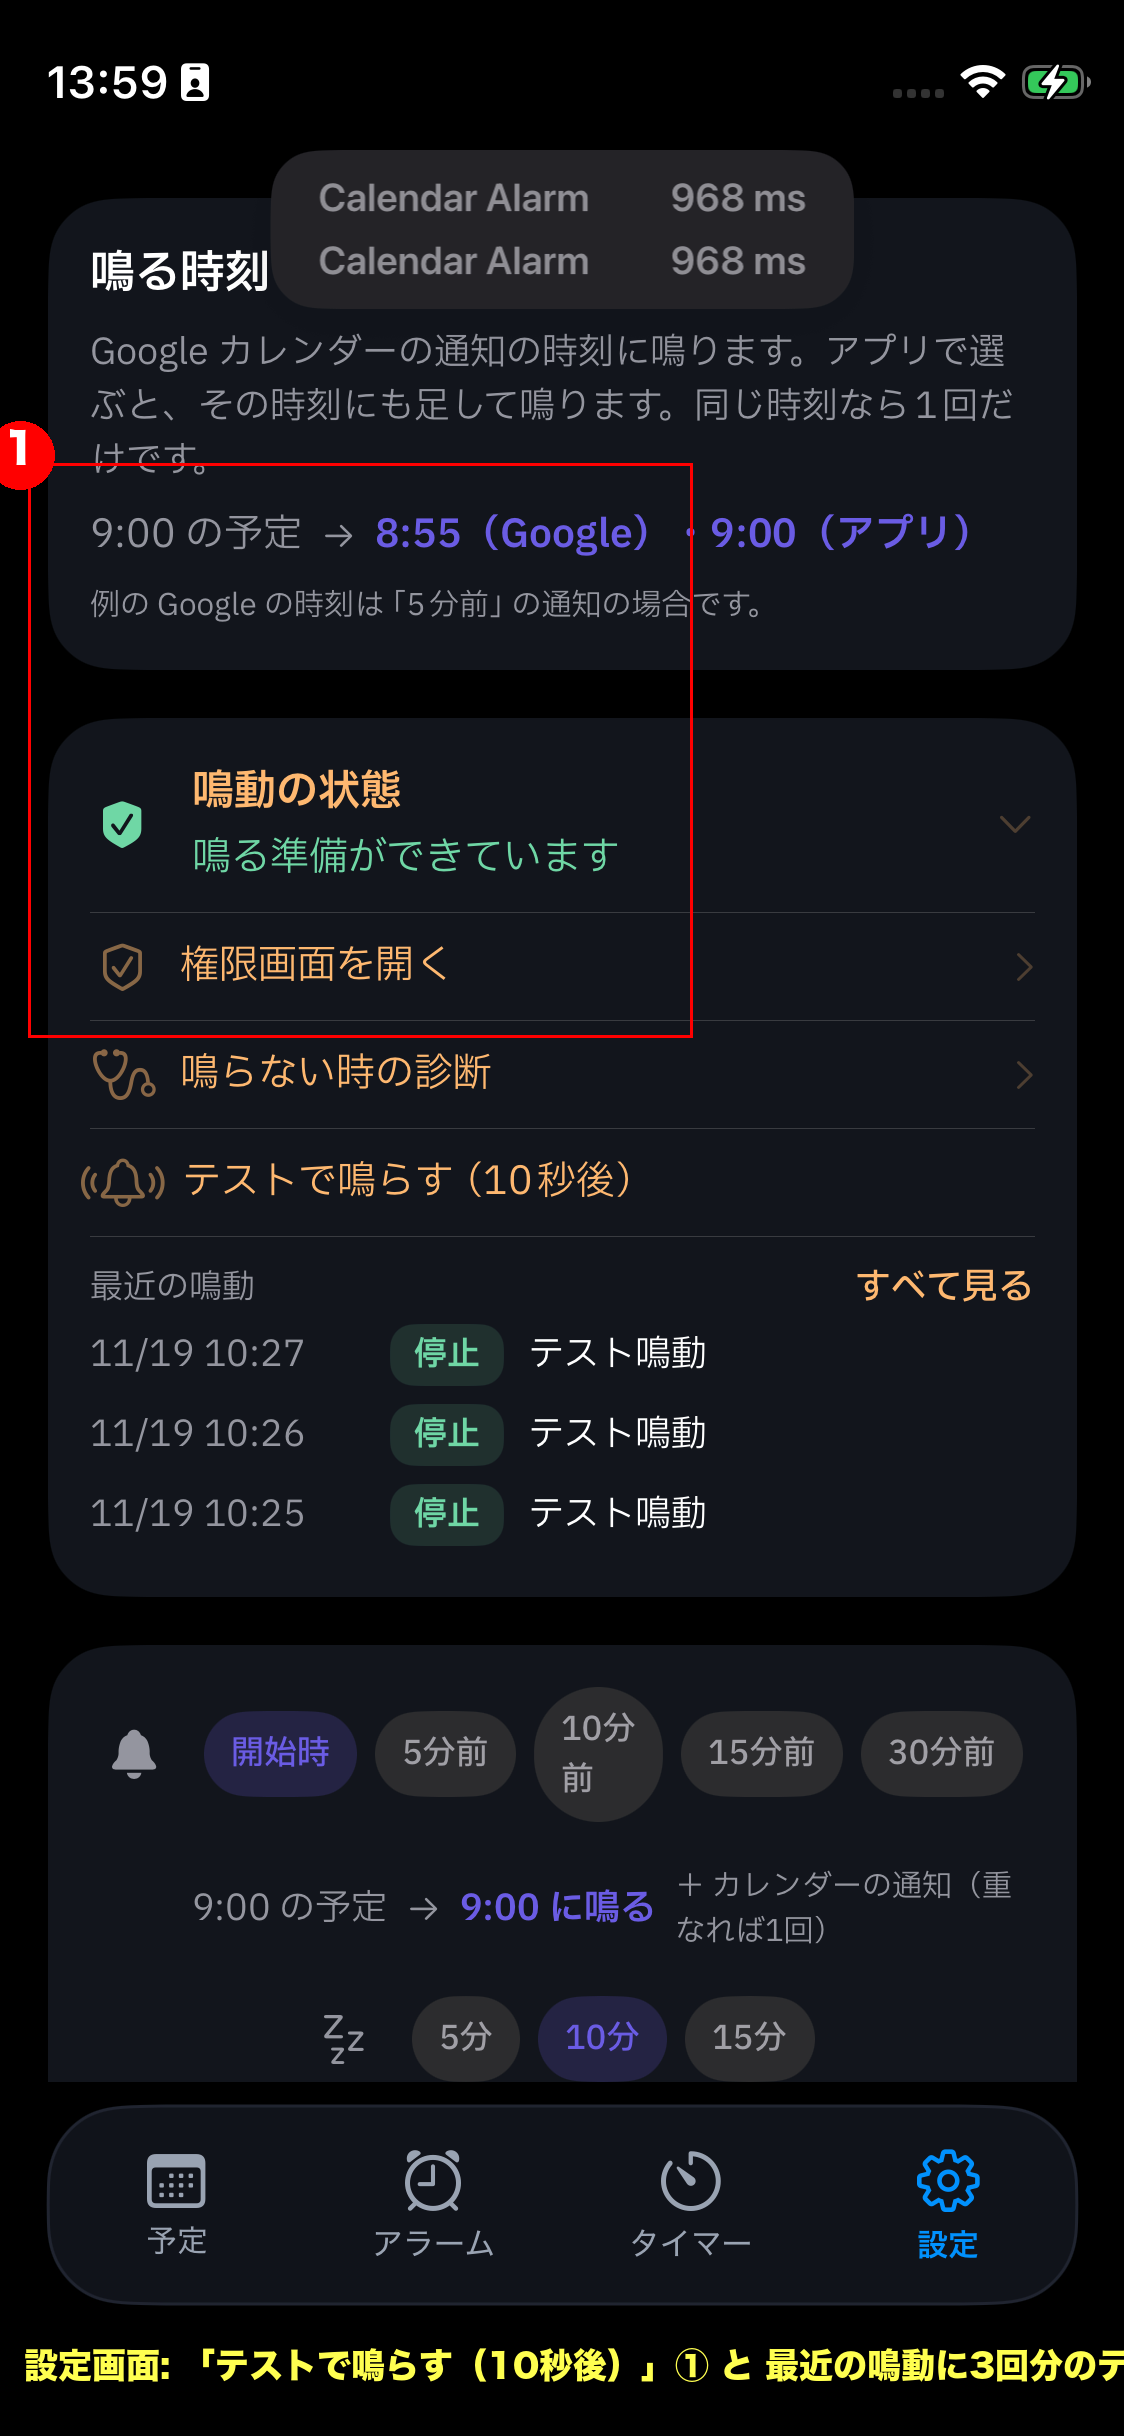 13:59
Calendar Alarm 968 ms
Calendar Alarm 968 ms
鳴る時刻
Google カレンダーの通知の時刻に鳴ります。アプリで選
ぶと、その時刻にも足して鳴ります。同じ時刻なら1回だ
けです。
1
9:00 の予定 → 8:55（Google）・9:00（アプリ）
例の Google の時刻は「5分前」の通知の場合です。
鳴動の状態
鳴る準備ができています
権限画面を開く
鳴らない時の診断
テストで鳴らす（10秒後）
最近の鳴動 すべて見る
11/19 10:27 停止 テスト鳴動
11/19 10:26 停止 テスト鳴動
11/19 10:25 停止 テスト鳴動
開始時 5分前 10分前 15分前 30分前
9:00 の予定 → 9:00 に鳴る ＋ カレンダーの通知（重
なれば1回）
5分 10分 15分
予定 アラーム タイマー 設定
設定画面: 「テストで鳴らす（10秒後）」① と 最近の鳴動に3回分のテ